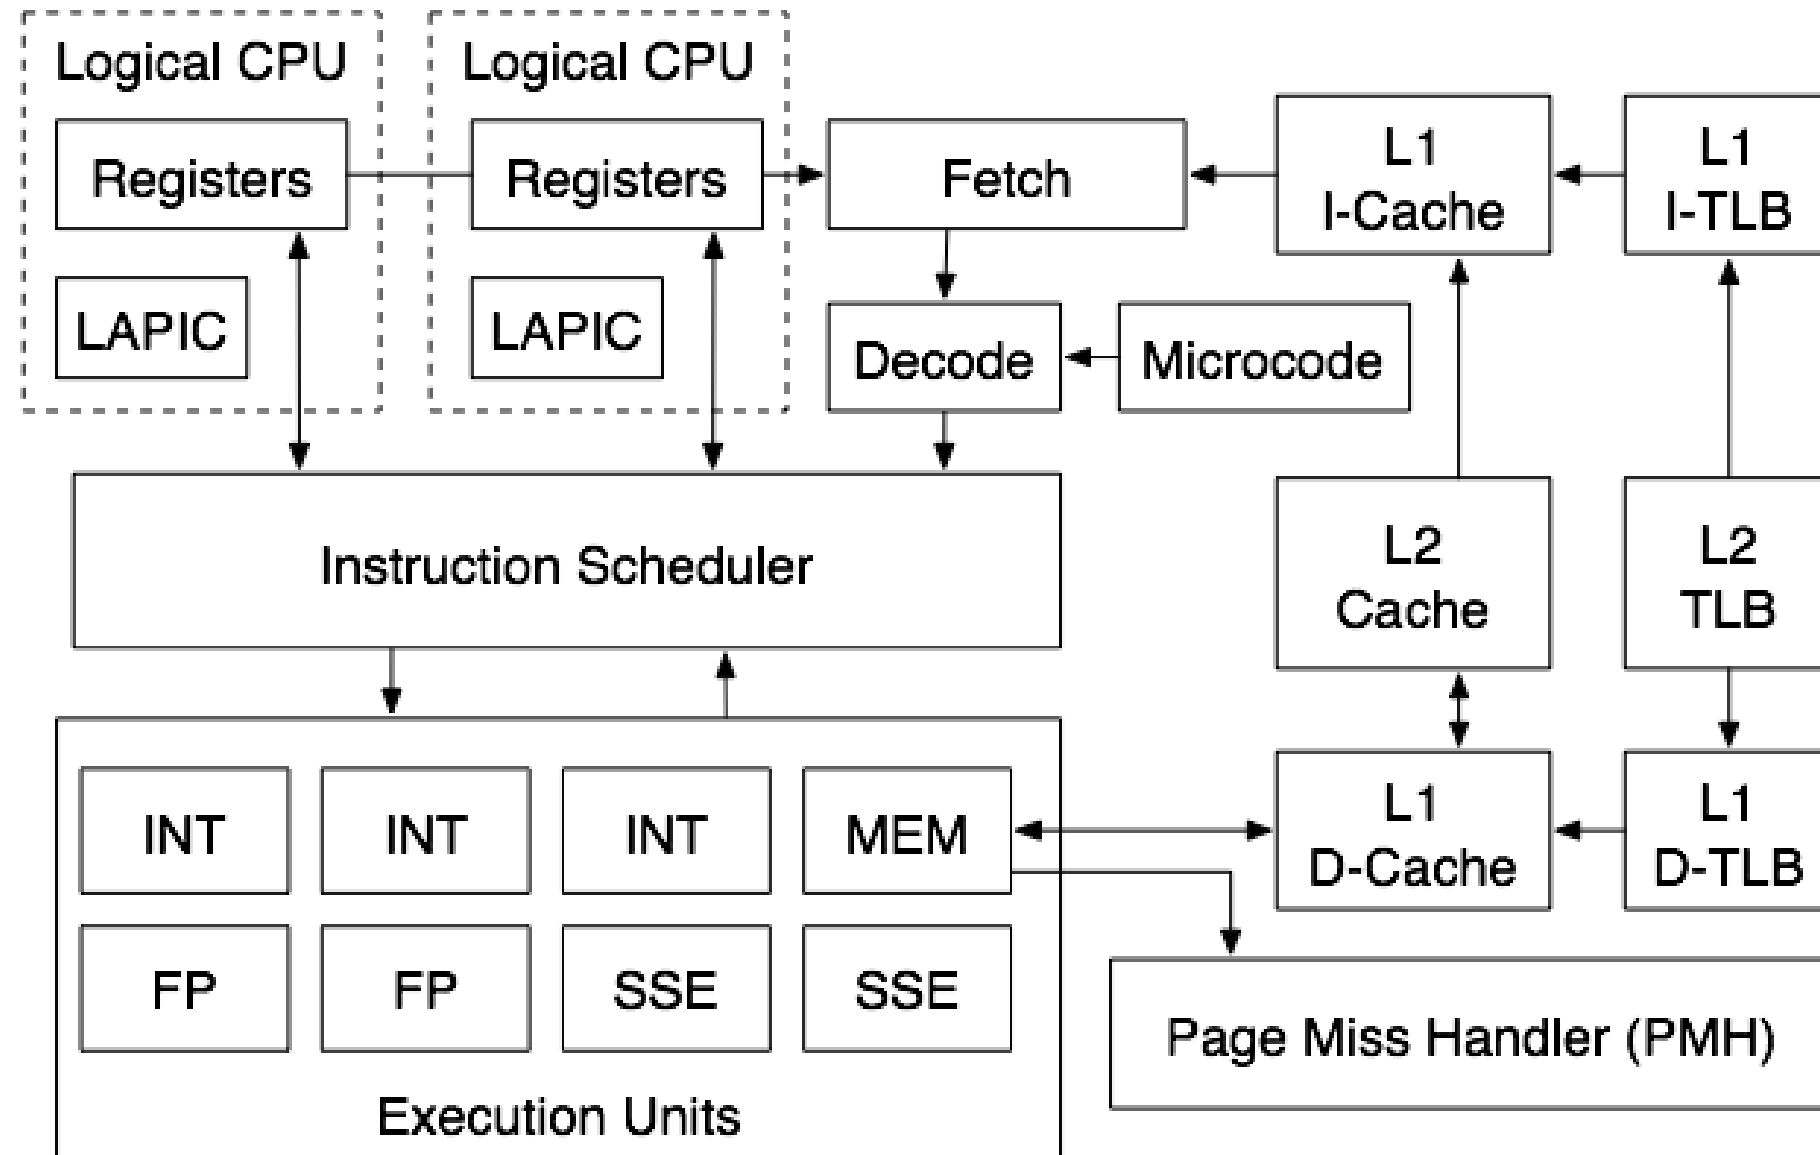 Logical CPU
Logical CPU
Registers
Registers
Fetch
L1
I-Cache
L1
I-TLB
LAPIC
LAPIC
Decode
Microcode
Instruction Scheduler
L2
Cache
L2
TLB
INT
INT
INT
MEM
L1
D-Cache
L1
D-TLB
FP
FP
SSE
SSE
Page Miss Handler (PMH)
Execution Units